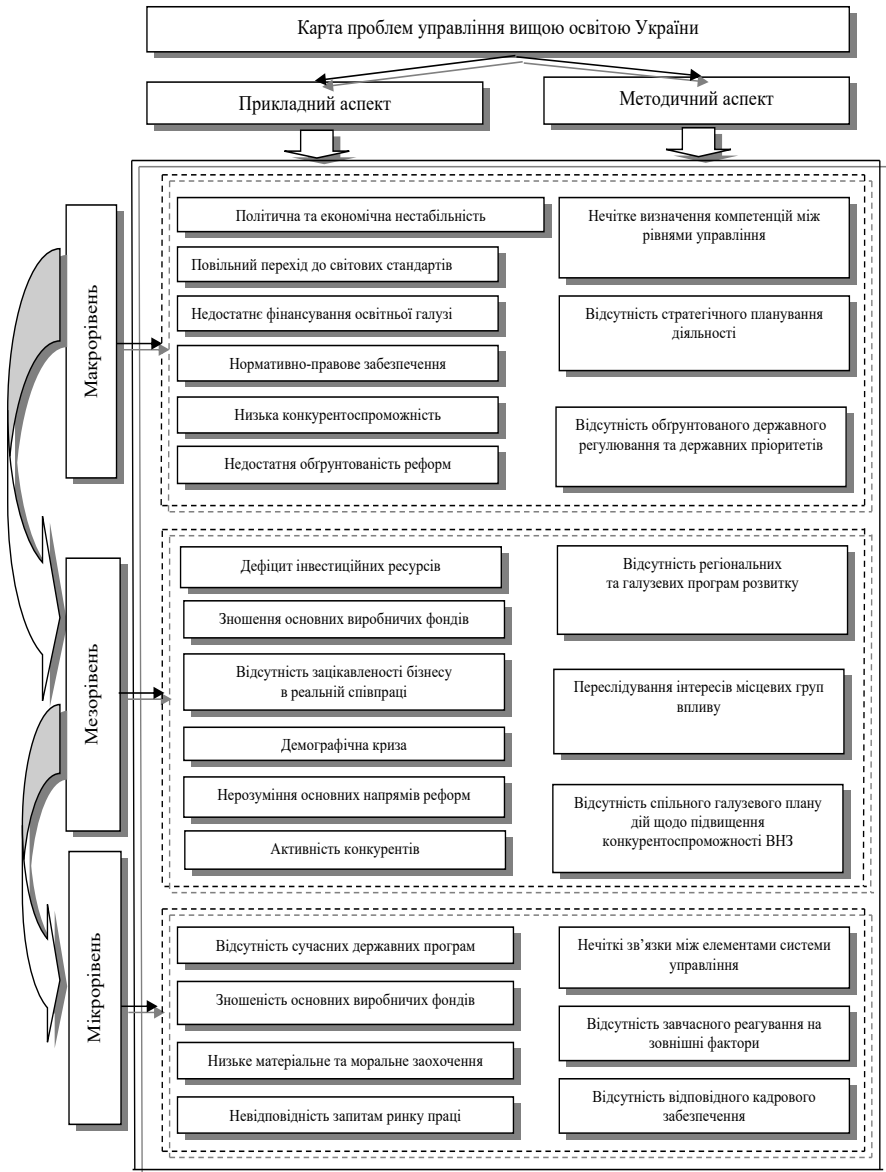 Карта проблем управління вищою освітою України
Прикладний аспект
Методичний аспект
Макрорівень
Політична та економічна нестабільність
Повільний перехід до світових стандартів
Недостатнє фінансування освітньої галузі
Нормативно-правове забезпечення
Низька конкурентоспроможність
Недостатня обґрунтованість реформ
Нечітке визначення компетенцій між
рівнями управління
Відсутність стратегічного планування
діяльності
Відсутність обґрунтованого державного
регулювання та державних пріоритетів
Мезорівень
Дефіцит інвестиційних ресурсів
Зношення основних виробничих фондів
Відсутність зацікавленості бізнесу
в реальній співпраці
Демографічна криза
Нерозуміння основних напрямів реформ
Активність конкурентів
Відсутність регіональних
та галузевих програм розвитку
Переслідування інтересів місцевих груп
впливу
Відсутність спільного галузевого плану
дій щодо підвищення
конкурентоспроможності ВНЗ
Мікрорівень
Відсутність сучасних державних програм
Зношеність основних виробничих фондів
Низьке матеріальне та моральне заохочення
Невідповідність запитам ринку праці
Нечіткі зв’язки між елементами системи
управління
Відсутність завчасного реагування на
зовнішні фактори
Відсутність відповідного кадрового
забезпечення